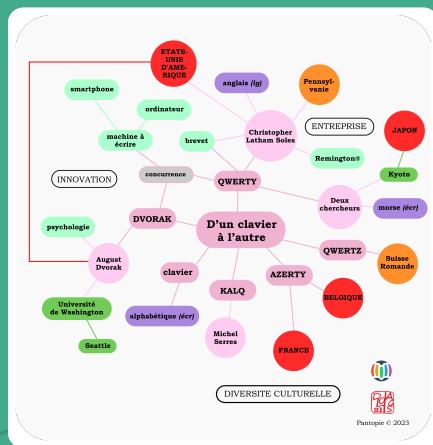 ETATS-
UNIS
D'AME-
RIQUE
smartphone
anglais (lg)
Pennsyl-
vanie
ordinateur
machine à
écrire
brevet
Christopher
Latham Soles
ENTREPRISE
JAPON
Remington®
concurrence
QWERTY
Kyoto
INNOVATION
Deux
chercheurs
morse (écr)
DVORAK
D'un clavier
à l'autre
psychologie
QWERTZ
August
Dvorak
clavier
AZERTY
Suisse
Romande
KALQ
BELGIQUE
Université
de Washington
alphabétique (écr)
Michel
Serres
Seattle
FRANCE
DIVERSITE CULTURELLE
Pantopie © 2023